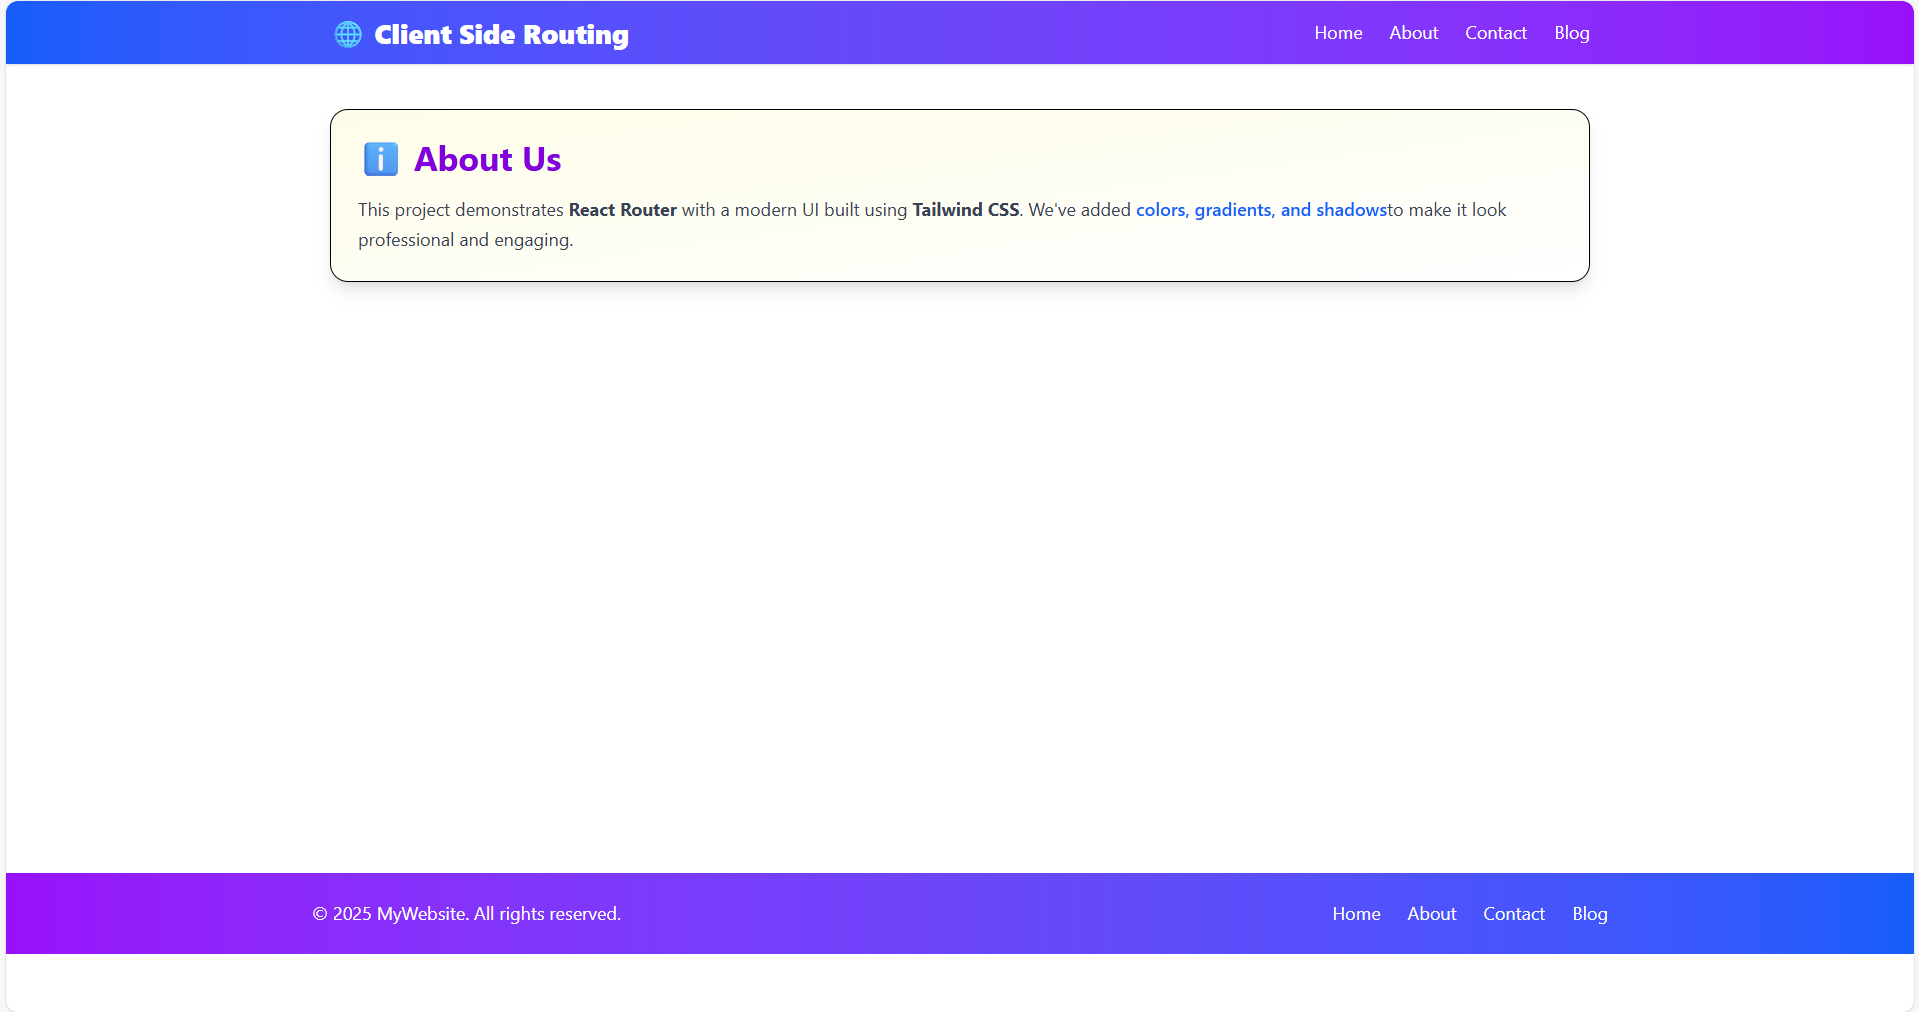 🌐 Client Side Routing
Home About Contact Blog
ℹ️ About Us
This project demonstrates React Router with a modern UI built using Tailwind CSS. We've added colors, gradients, and shadowsto make it look
professional and engaging.
© 2025 MyWebsite. All rights reserved.
Home About Contact Blog